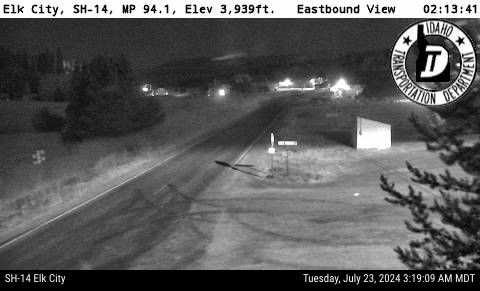 Elk City, SH-14, MP 94.1, Elev 3,939ft. Eastbound View 02:13:41
IDAHO
TRANSPORTATION DEPARTMENT
SH-14 Elk City Tuesday, July 23, 2024 3:19:09 AM MDT